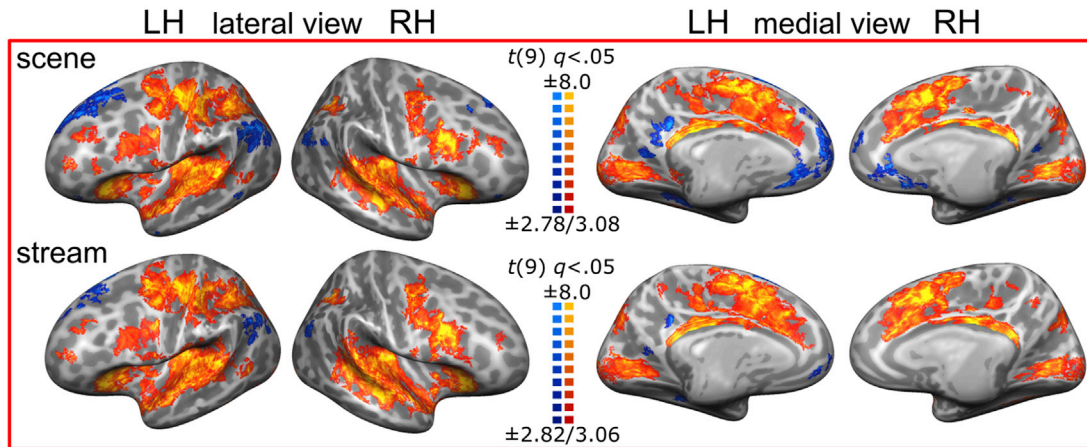 LH lateral view RH LH medial view RH
scene
t(9) q<.05
±8.0
±2.78/3.08
stream
t(9) q<.05
±8.0
±2.82/3.06